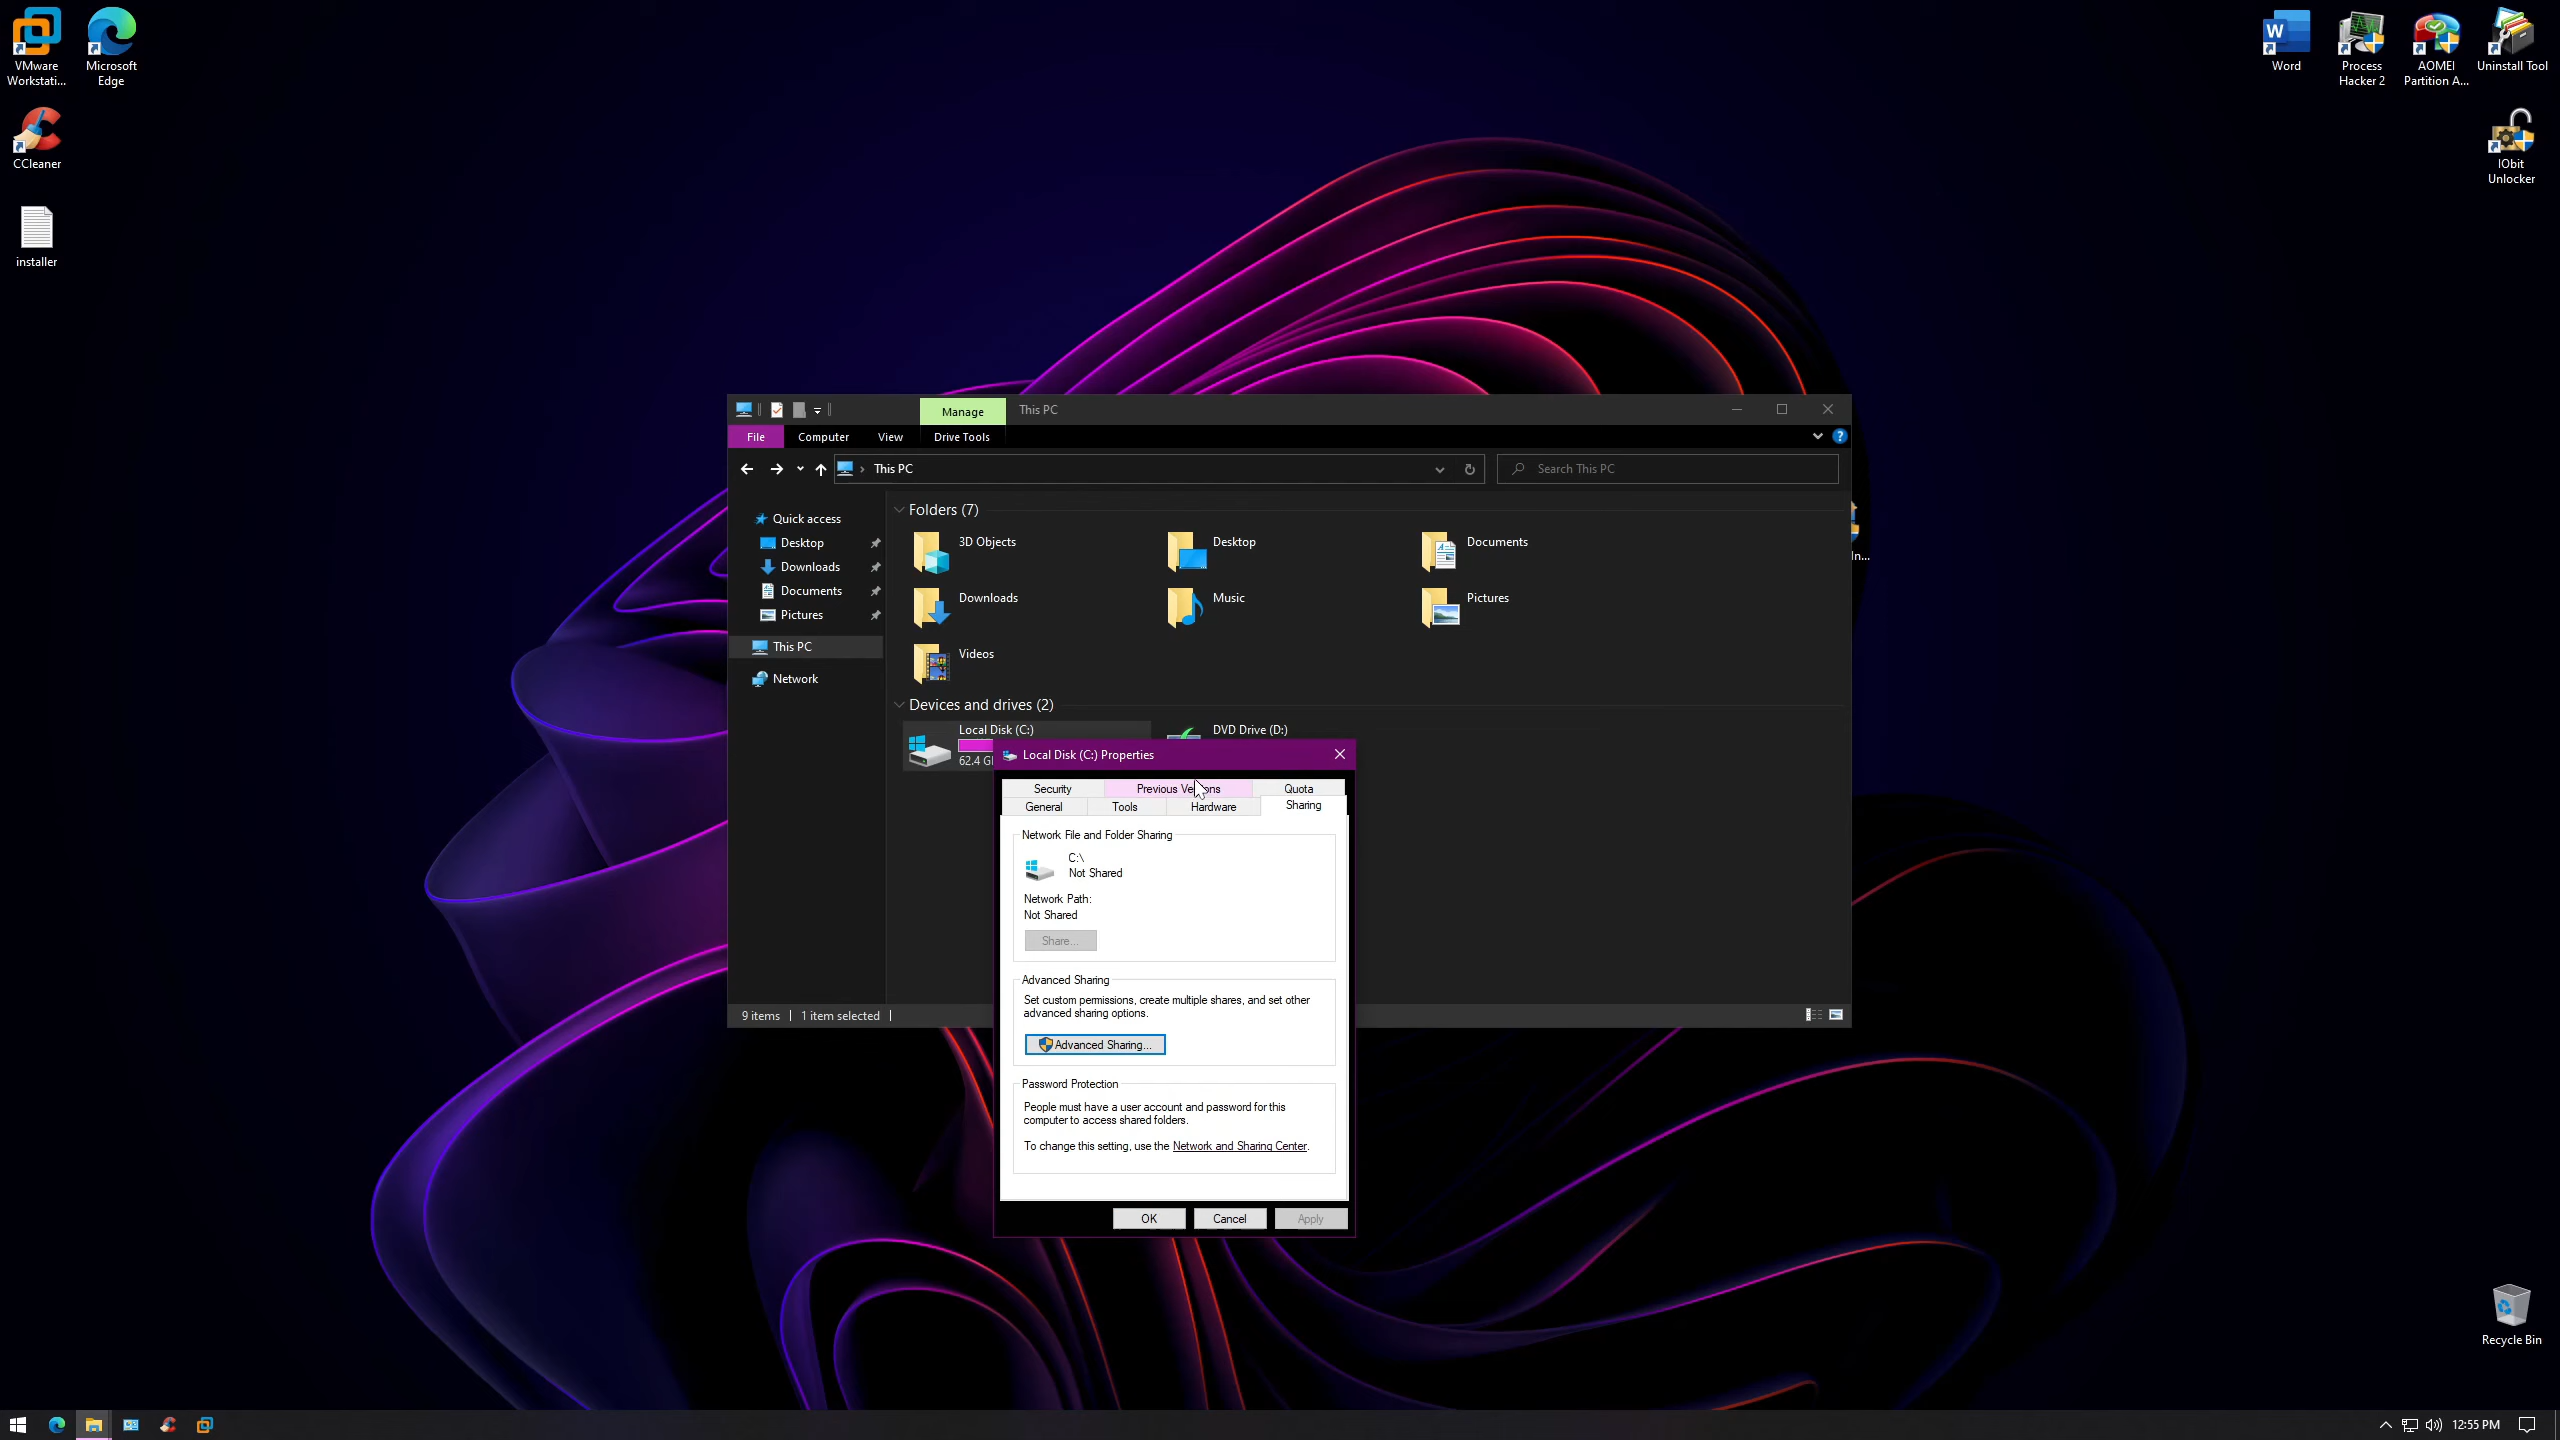 VMware
Workstati...
Microsoft
Edge
CCleaner
installer
Word
Process
Hacker 2
AOMEI
Partition A...
Uninstall Tool
IObit
Unlocker
Manage
This PC
File
Computer
View
Drive Tools
This PC
Search This PC
Quick access
Desktop
Downloads
Documents
Pictures
This PC
Network
Folders (7)
3D Objects
Desktop
Documents
Downloads
Music
Pictures
Videos
Devices and drives (2)
Local Disk (C:)
62.4 G
DVD Drive (D:)
In...
Local Disk (C:) Properties
Security
Previous Versions
Quota
General
Tools
Hardware
Sharing
Network File and Folder Sharing
C:\
Not Shared
Network Path:
Not Shared
Share...
Advanced Sharing
Set custom permissions, create multiple shares, and set other
advanced sharing options.
Advanced Sharing...
Password Protection
People must have a user account and password for this
computer to access shared folders.
To change this setting, use the Network and Sharing Center.
OK
Cancel
Apply
9 items
1 item selected
Recycle Bin
12:55 PM